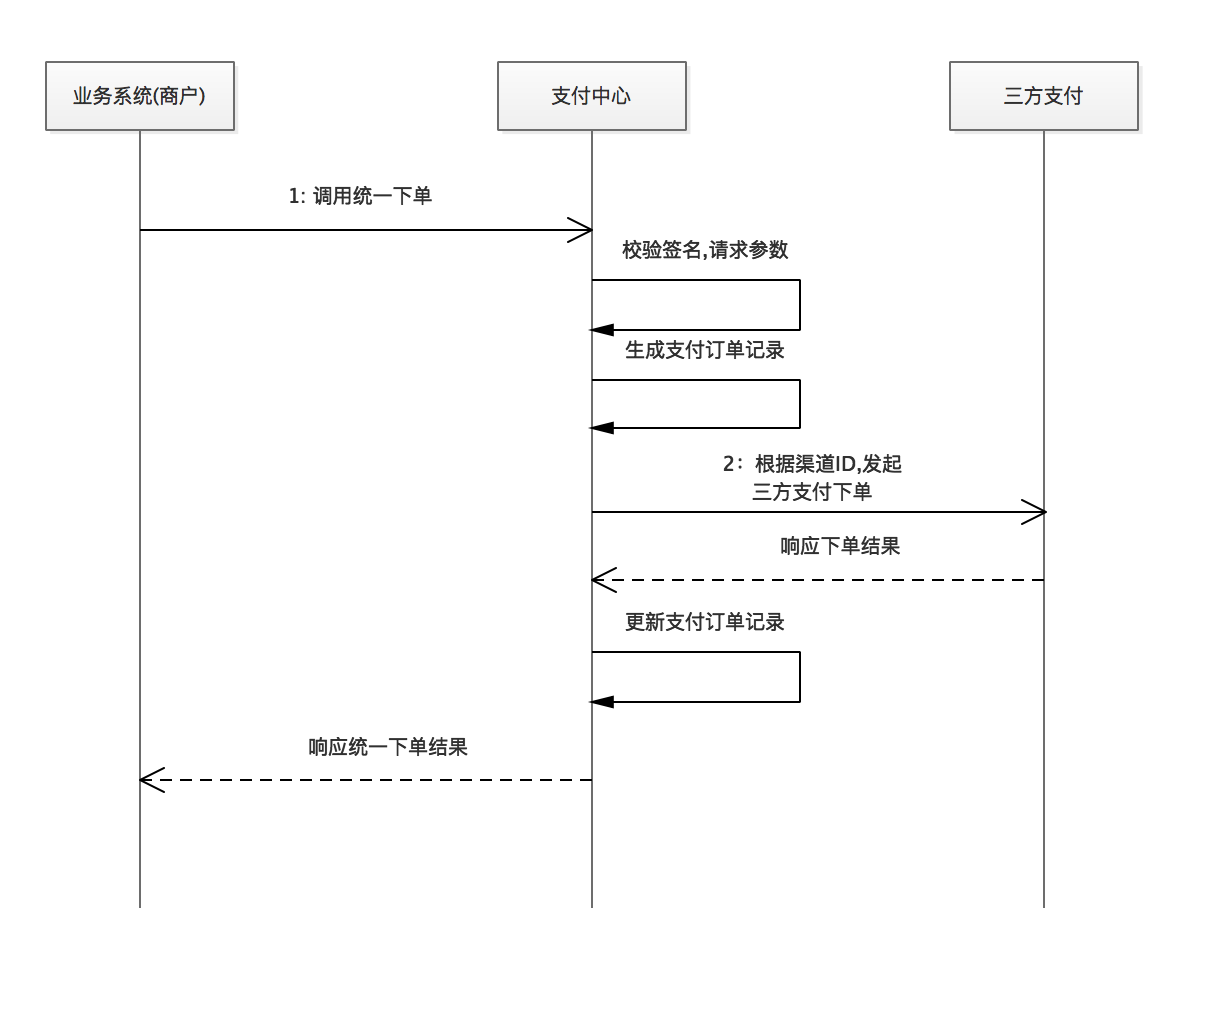 业务系统(商户)
支付中心
三方支付
1: 调用统一下单
校验签名,请求参数
生成支付订单记录
2：根据渠道ID,发起
三方支付下单
响应下单结果
更新支付订单记录
响应统一下单结果